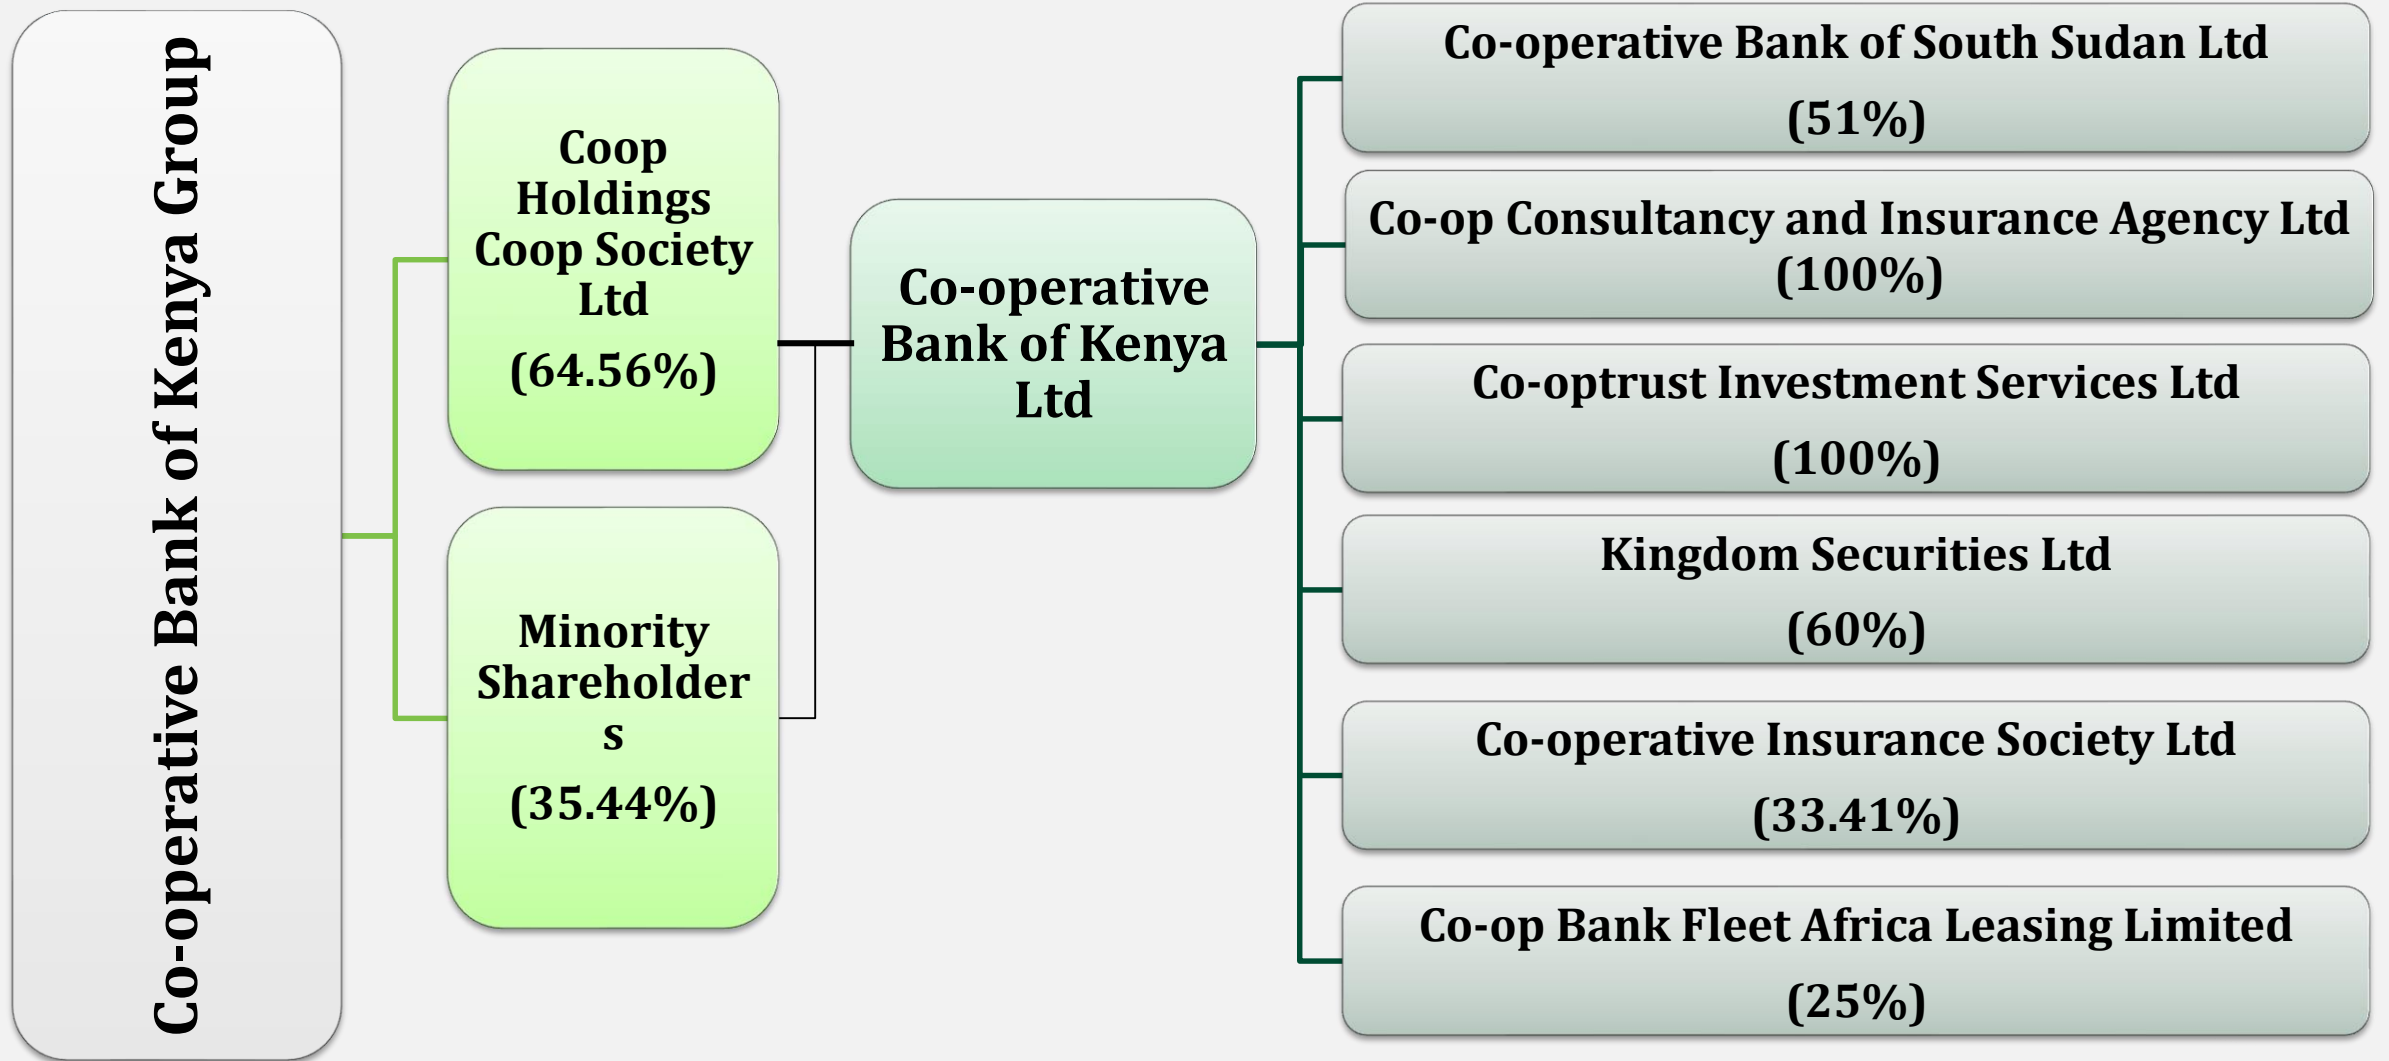 Co-operative Bank of Kenya Group
Coop
Holdings
Coop Society
Ltd
(64.56%)
Minority
Shareholder
s
(35.44%)
Co-operative
Bank of Kenya
Ltd
Co-operative Bank of South Sudan Ltd
(51%)
Co-op Consultancy and Insurance Agency Ltd
(100%)
Co-optrust Investment Services Ltd
(100%)
Kingdom Securities Ltd
(60%)
Co-operative Insurance Society Ltd
(33.41%)
Co-op Bank Fleet Africa Leasing Limited
(25%)